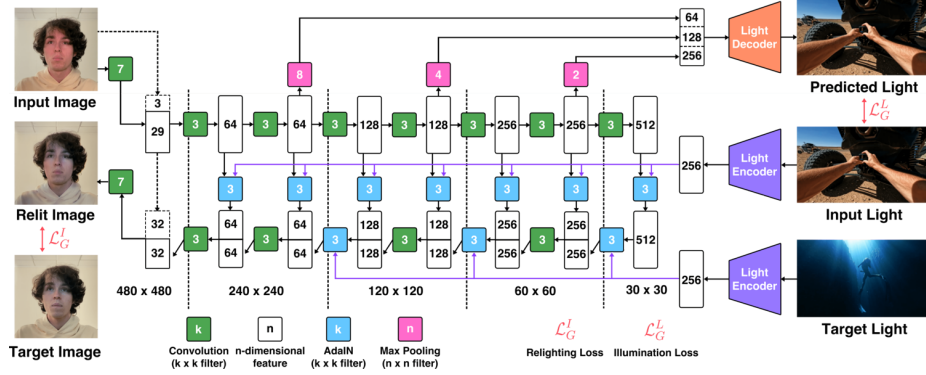 Input Image
7
3
29
3
64
3
64
8
3
128
3
128
4
3
256
3
256
2
3
512
64
128
256
Light
Decoder
Predicted Light
ℒ_G^L
3
3
3
3
3
3
3
256
Light
Encoder
Input Light
Relit Image
7
ℒ_G^I
32
32
3
64
64
3
64
64
3
128
128
3
128
128
3
256
256
3
256
256
3
512
256
Light
Encoder
Target Light
Target Image
480 x 480
240 x 240
120 x 120
60 x 60
30 x 30
k
Convolution
(k x k filter)
n
n-dimensional
feature
k
AdaIN
(k x k filter)
n
Max Pooling
(n x n filter)
ℒ_G^I
Relighting Loss
ℒ_G^L
Illumination Loss